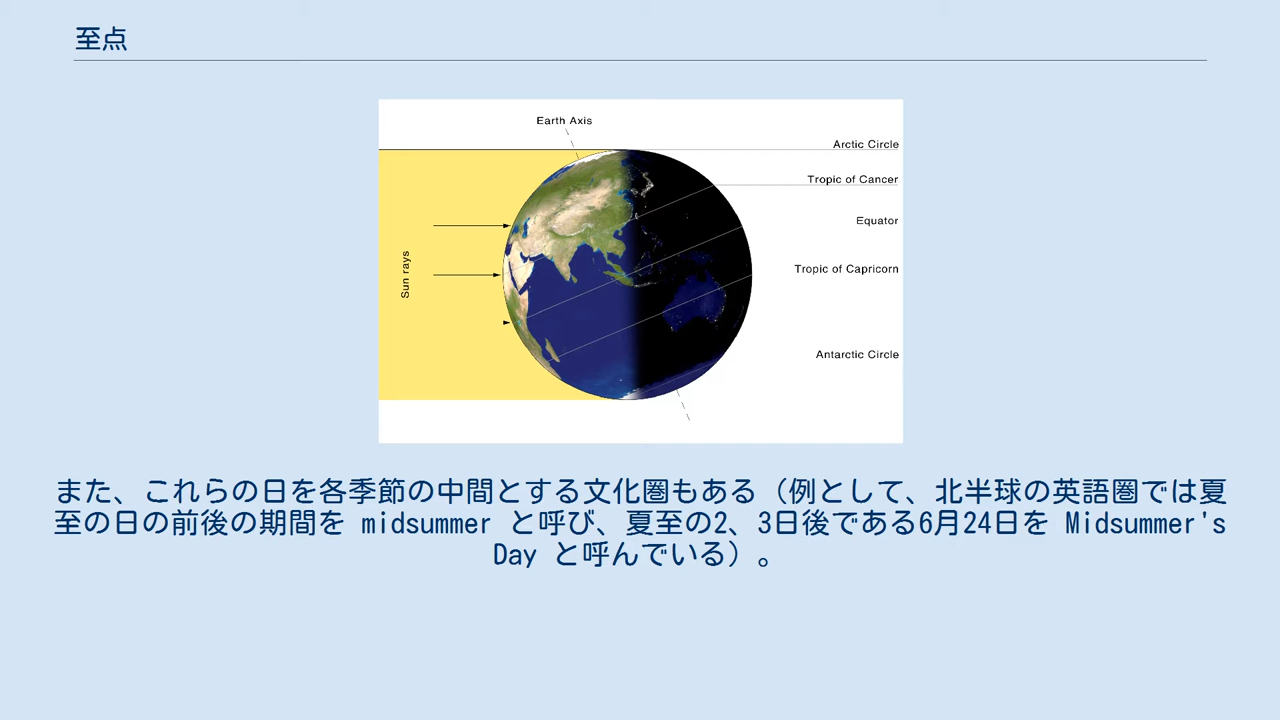 至点
Earth Axis
Arctic Circle
Tropic of Cancer
Equator
Sun rays
Tropic of Capricorn
Antarctic Circle
また、これらの日を各季節の中間とする文化圏もある（例として、北半球の英語圏では夏
至の日の前後の期間を midsummer と呼び、夏至の2、3日後である6月24日を Midsummer's
Day と呼んでいる）。